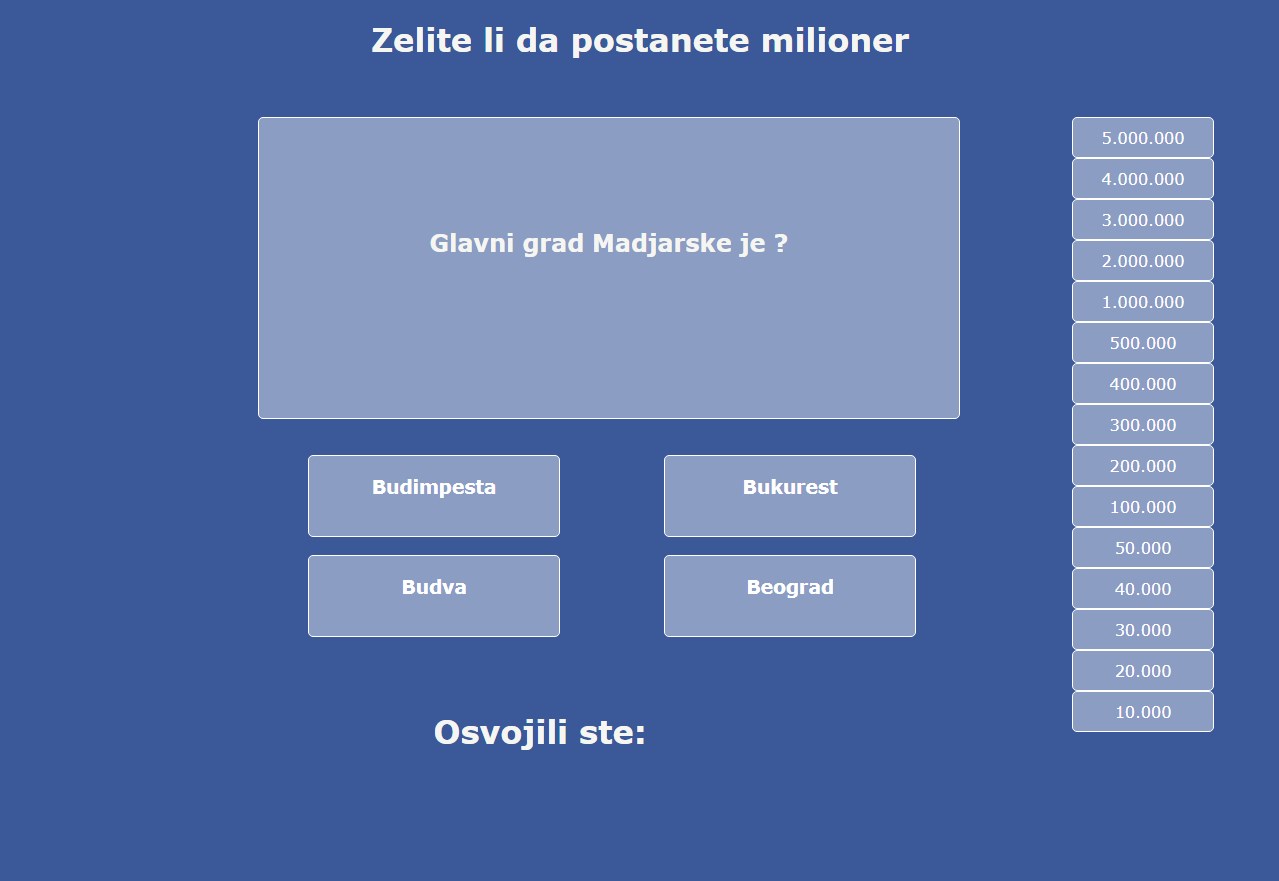 Zelite li da postanete milioner
Glavni grad Madjarske je ?
Budimpesta
Bukurest
Budva
Beograd
Osvojili ste:
5.000.000
4.000.000
3.000.000
2.000.000
1.000.000
500.000
400.000
300.000
200.000
100.000
50.000
40.000
30.000
20.000
10.000